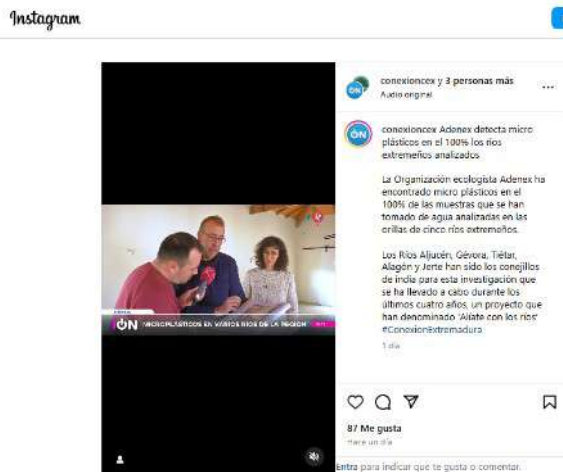 Instagram
conexioncex y 3 personas más
Audio original
ÓN
conexioncex Adenex detecta micro
plásticos en el 100% los ríos
extremeños analizados
La Organización ecologista Adenex ha
encontrado micro plásticos en el
100% de las muestras que se han
tomado de agua analizadas en las
orillas de cinco ríos extremeños.
Los Ríos Aljucén, Gévora, Tiétar,
Alagón y Jerte han sido los conejillos
de india para esta investigación que
se ha llevado a cabo durante los
últimos cuatro años, un proyecto que
han denominado 'Alíate con los ríos'
#ConexionExtremadura
1 día
ÓN MICROPLÁSTICOS EN VARIOS RÍOS DE LA REGIÓN
87 Me gusta
Hace un día
Entra para indicar que te gusta o comentar.